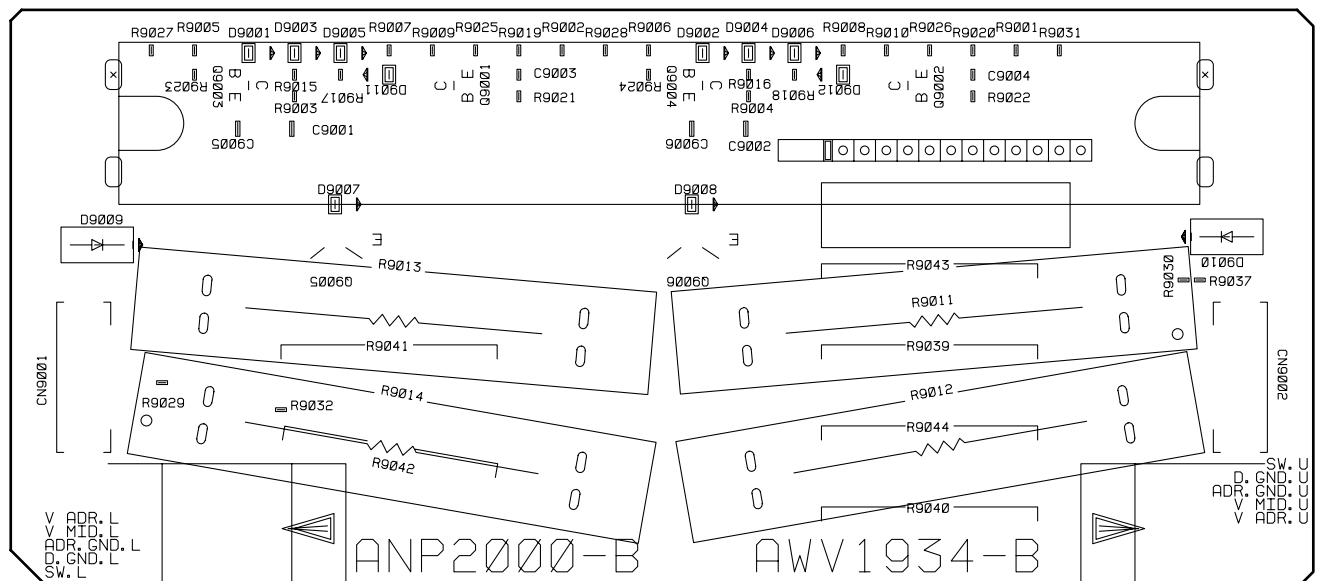 R9027 R9005 D9001 D9003 D9005 R9007 R9009 R9025 R9019 R9002 R9028 R9006 D9002 D9004 D9006 R9008 R9010 R9026 R9020 R9001 R9031
R9023 Q9003 B C E R9015 R9017 D9011 C B E Q9001 C9003 R9024 Q9004 B C E R9016 R9018 D9012 C B E Q9002 C9004
R9003 R9021 R9004 R9022
C9005 C9001 C9006 C9002
D9007 D9008
D9009 E E D9010
Q9005 R9013 Q9006 R9043 R9030 R9037
R9011
CN9001 R9041 R9039 CN9002
R9029 R9014 R9012
R9032 R9044
R9042
R9040
SW.U
D.GND.U
ADR.GND.U
V MID.U
V ADR.U
V ADR.L
V MID.L
ADR.GND.L
D.GND.L
SW.L
ANP2000-B AWV1934-B